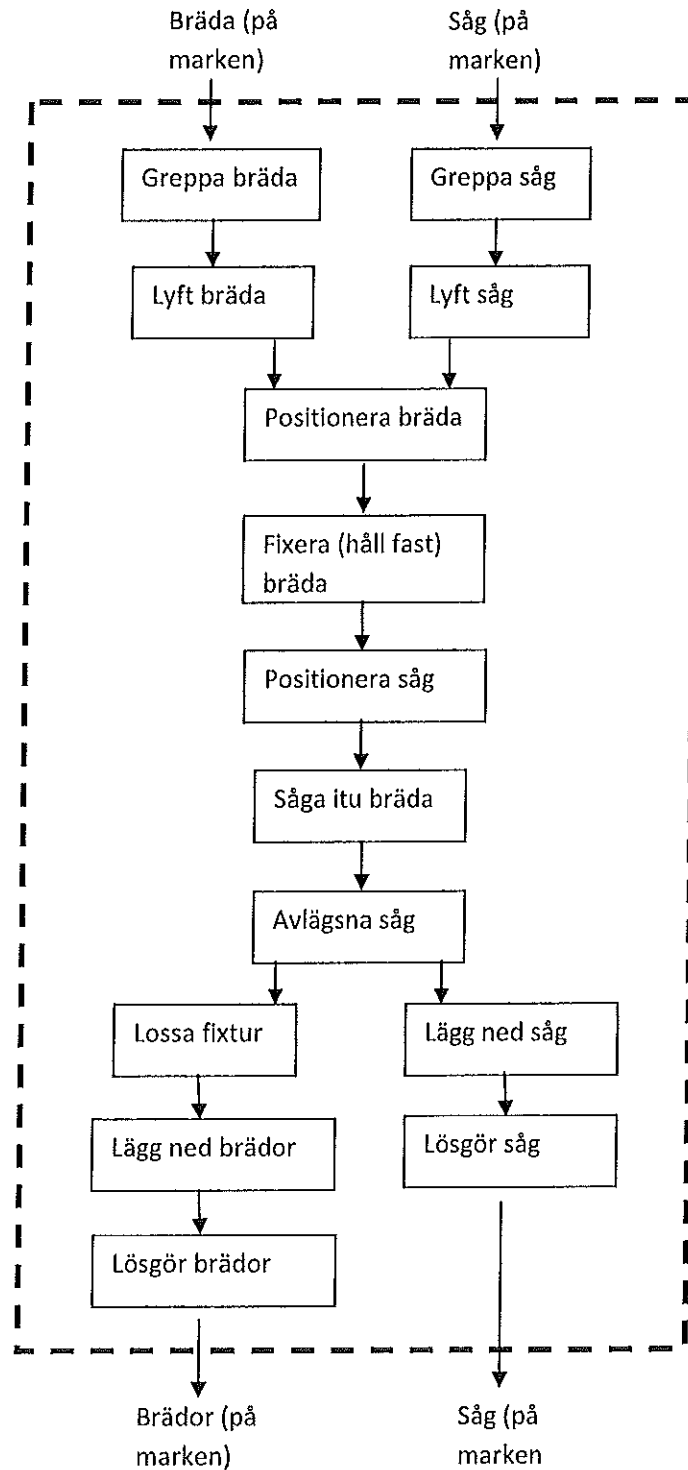 Bräda (på
marken)
Såg (på
marken)
Greppa bräda
Greppa såg
Lyft bräda
Lyft såg
Positionera bräda
Fixera (håll fast)
bräda
Positionera såg
Såga itu bräda
Avlägsna såg
Lossa fixtur
Lägg ned såg
Lägg ned brädor
Lösgör såg
Lösgör brädor
Brädor (på
marken)
Såg (på
marken